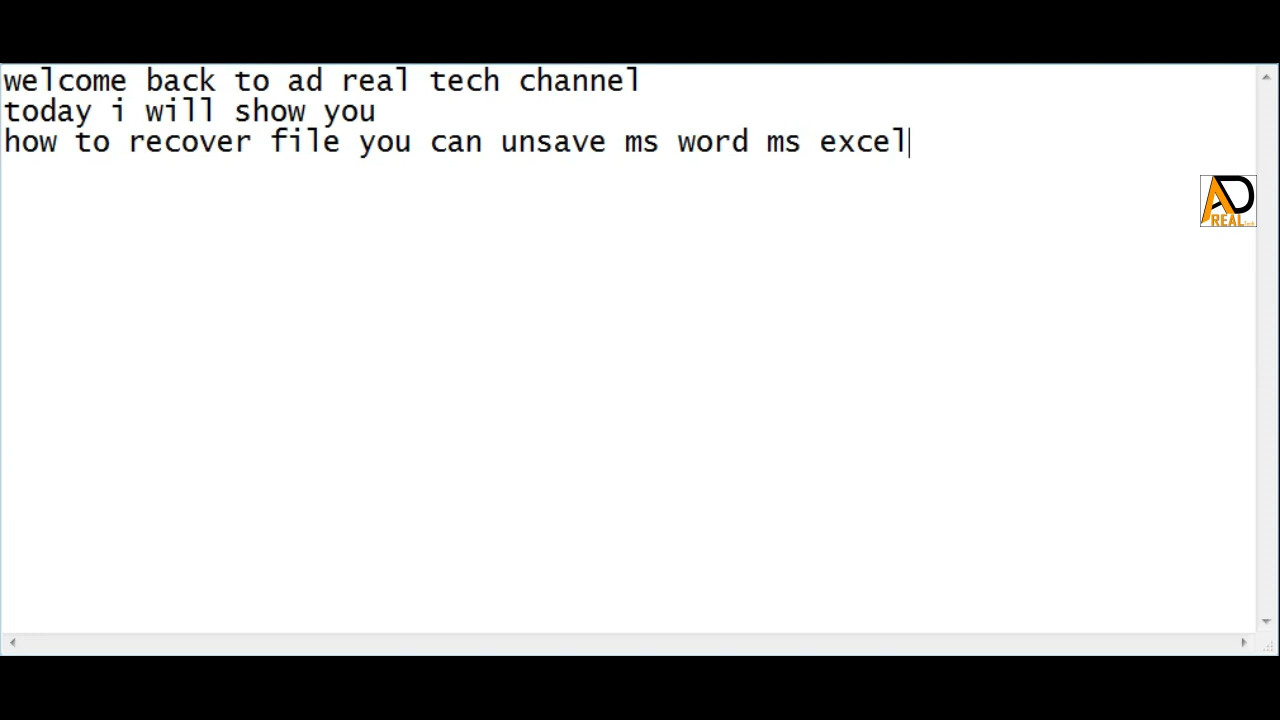 welcome back to ad real tech channel
today i will show you
how to recover file you can unsave ms word ms excel
AD
REAL